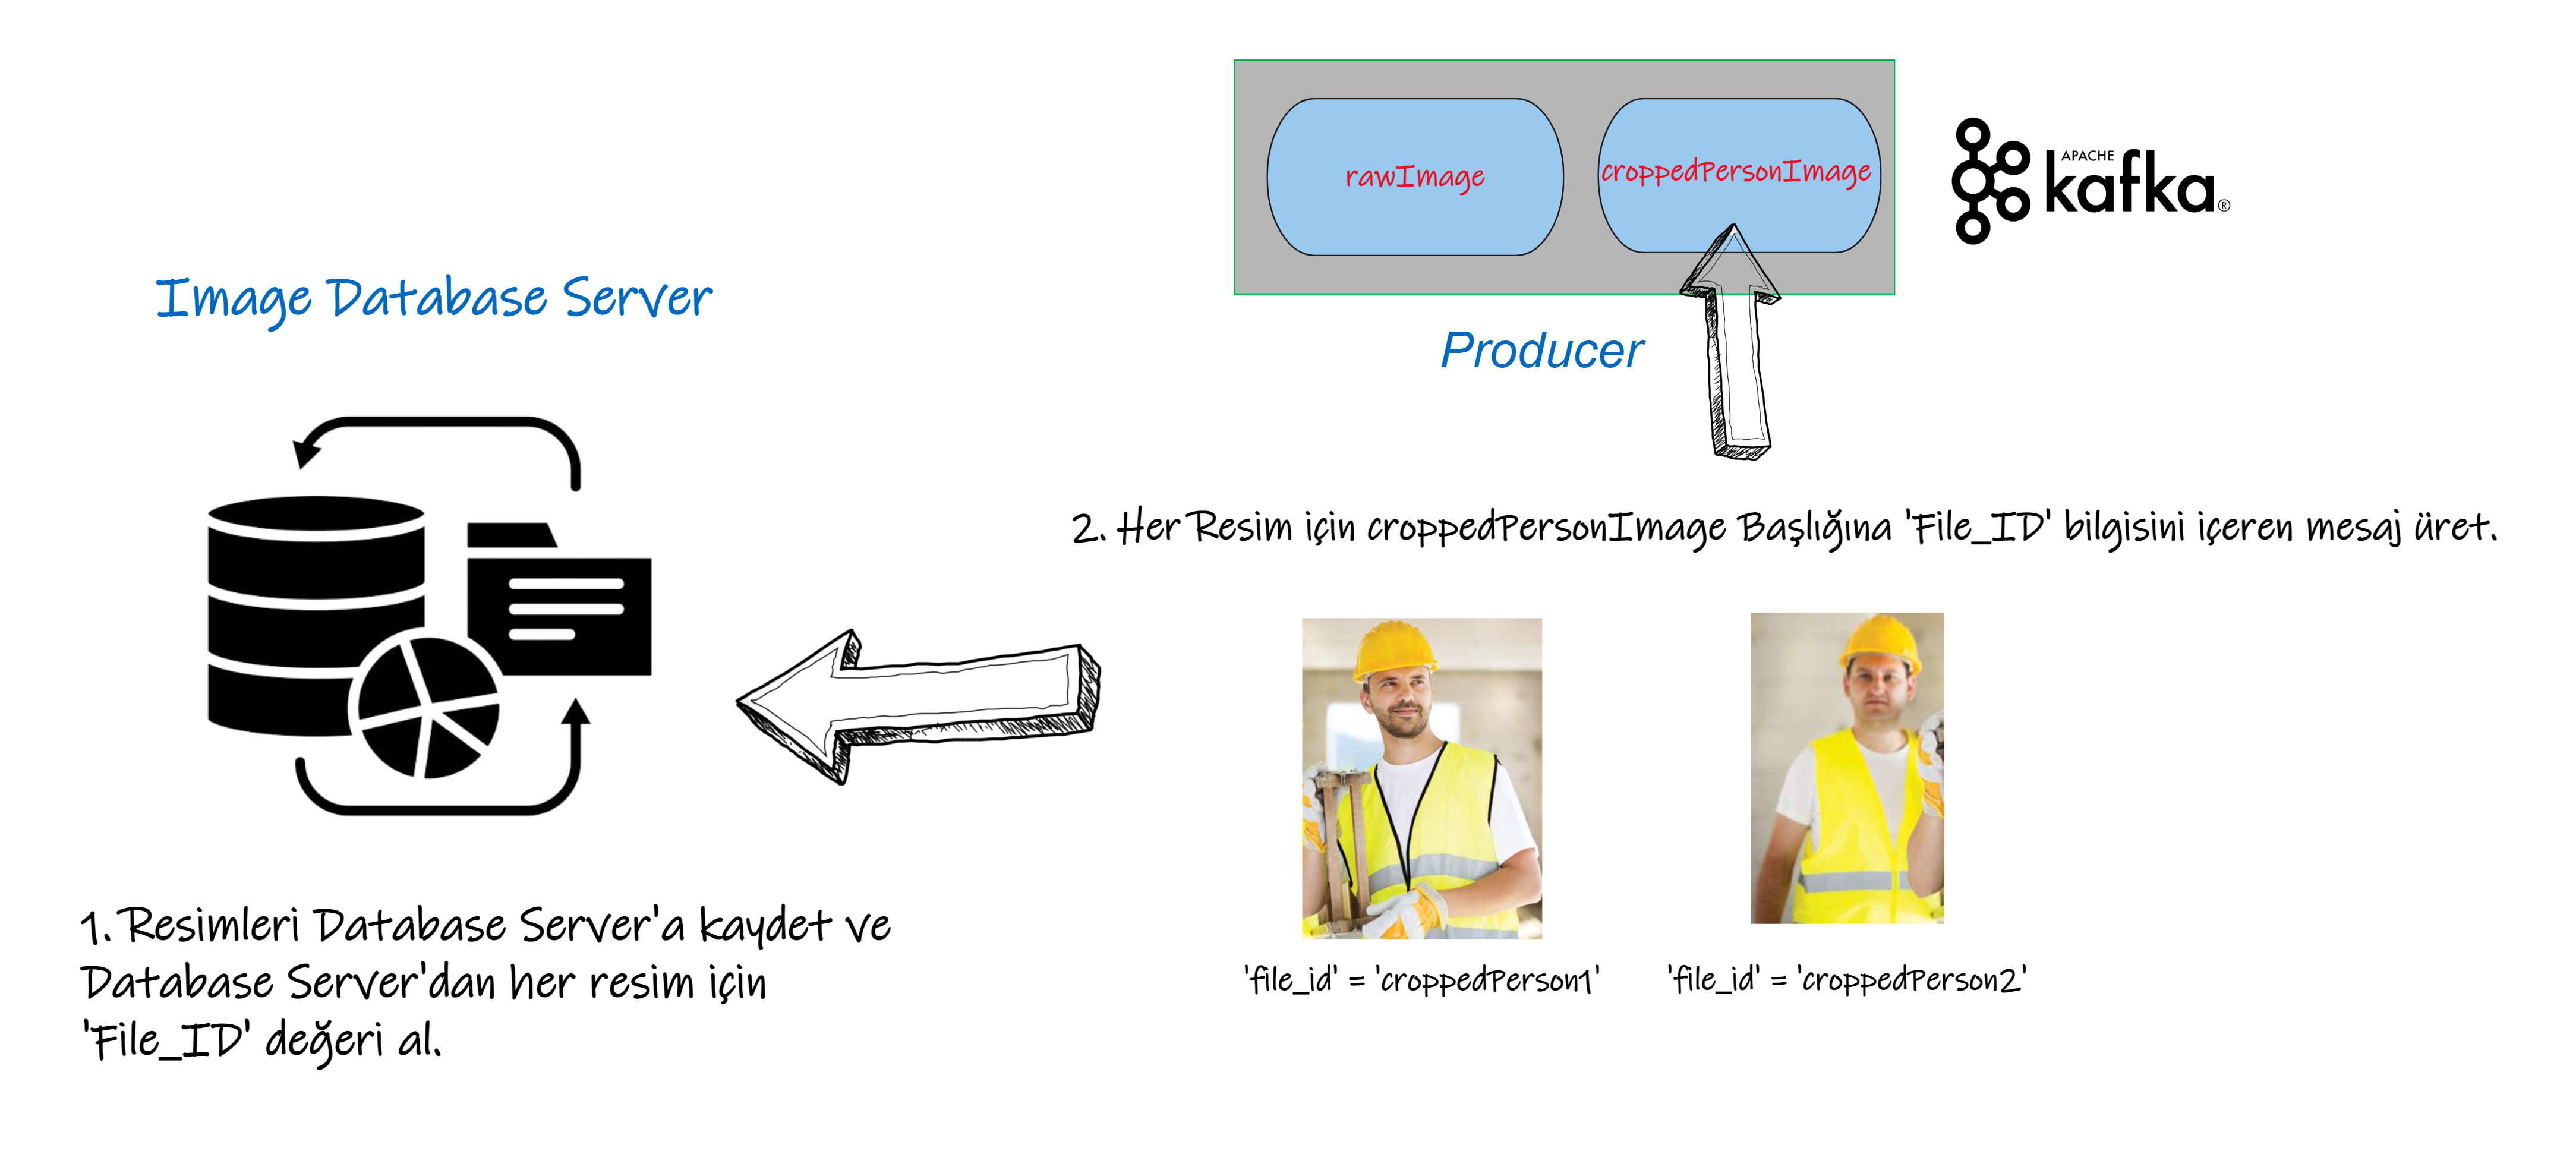 rawImage
croppedPersonImage
APACHE
kafka®
Image Database Server
Producer
2. Her Resim için croppedPersonImage Başlığına 'File_ID' bilgisini içeren mesaj üret.
1. Resimleri Database Server'a kaydet ve
Database Server'dan her resim için
'File_ID' değeri al.
'file_id' = 'croppedPerson1'
'file_id' = 'croppedPerson2'